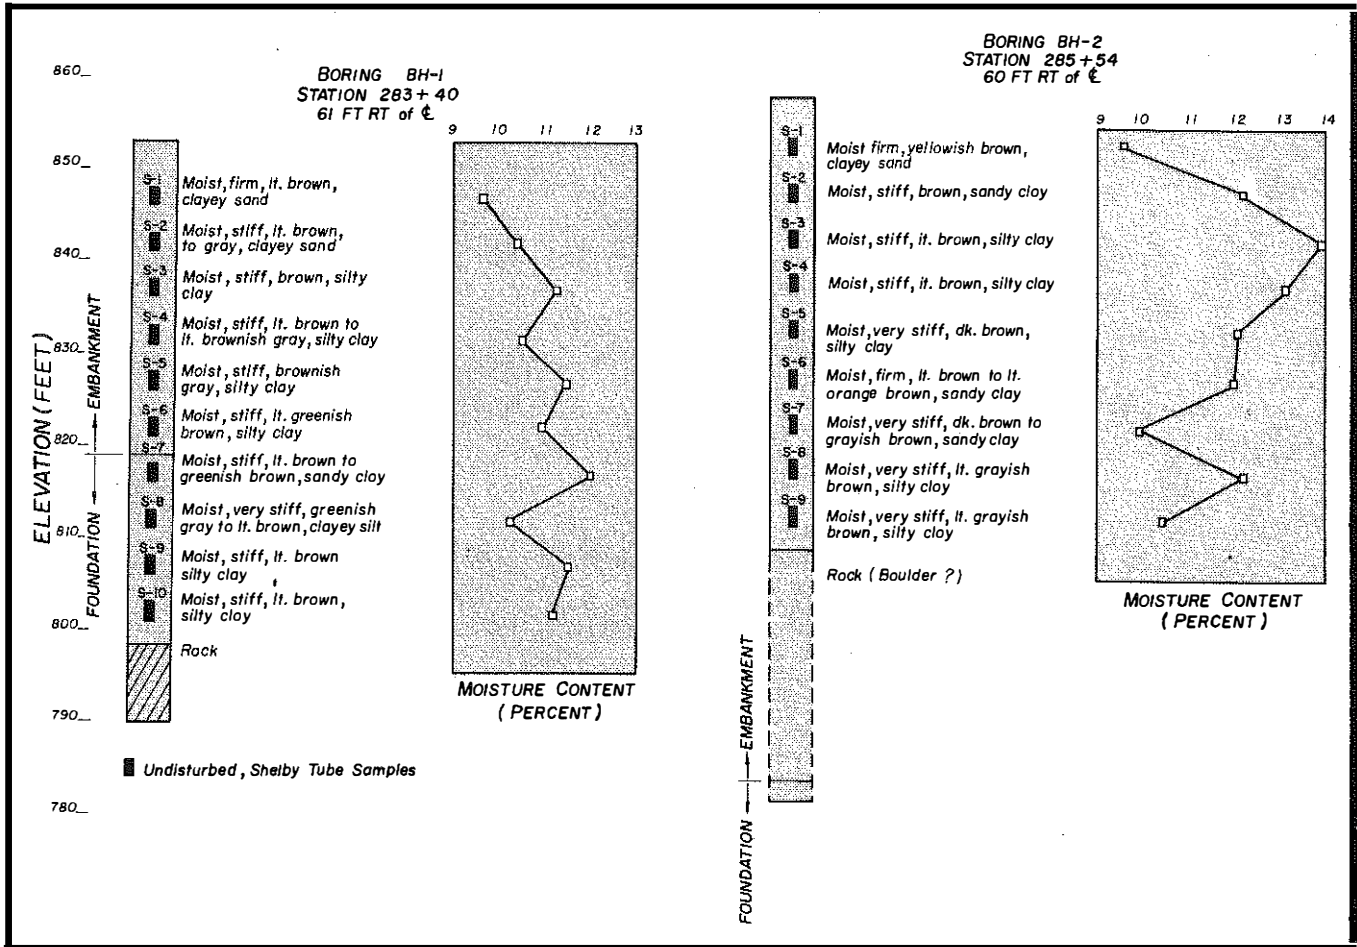 BORING BH-1
STATION 283+40
61 FT RT of ℄
BORING BH-2
STATION 285+54
60 FT RT of ℄
860
850
840
830
820
810
800
790
780
ELEVATION (FEET)
EMBANKMENT
FOUNDATION
9 10 11 12 13
S-1
Moist, firm, lt. brown,
clayey sand
S-2
Moist, stiff, lt. brown,
to gray, clayey sand
S-3
Moist, stiff, brown, silty
clay
S-4
Moist, stiff, lt. brown to
lt. brownish gray, silty clay
S-5
Moist, stiff, brownish
gray, silty clay
S-6
Moist, stiff, lt. greenish
brown, silty clay
S-7
Moist, stiff, lt. brown to
greenish brown, sandy clay
S-8
Moist, very stiff, greenish
gray to lt. brown, clayey silt
S-9
Moist, stiff, lt. brown
silty clay
S-10
Moist, stiff, lt. brown,
silty clay
Rock
MOISTURE CONTENT
(PERCENT)
Undisturbed, Shelby Tube Samples
9 10 11 12 13 14
S-1
Moist firm, yellowish brown,
clayey sand
S-2
Moist, stiff, brown, sandy clay
S-3
Moist, stiff, it. brown, silty clay
S-4
Moist, stiff, it. brown, silty clay
S-5
Moist, very stiff, dk. brown,
silty clay
S-6
Moist, firm, lt. brown to lt.
orange brown, sandy clay
S-7
Moist, very stiff, dk. brown to
grayish brown, sandy clay
S-8
Moist, very stiff, lt. grayish
brown, silty cloy
S-9
Moist, very stiff, lt. grayish
brown, silty cloy
Rock (Boulder ?)
MOISTURE CONTENT
(PERCENT)
EMBANKMENT
FOUNDATION